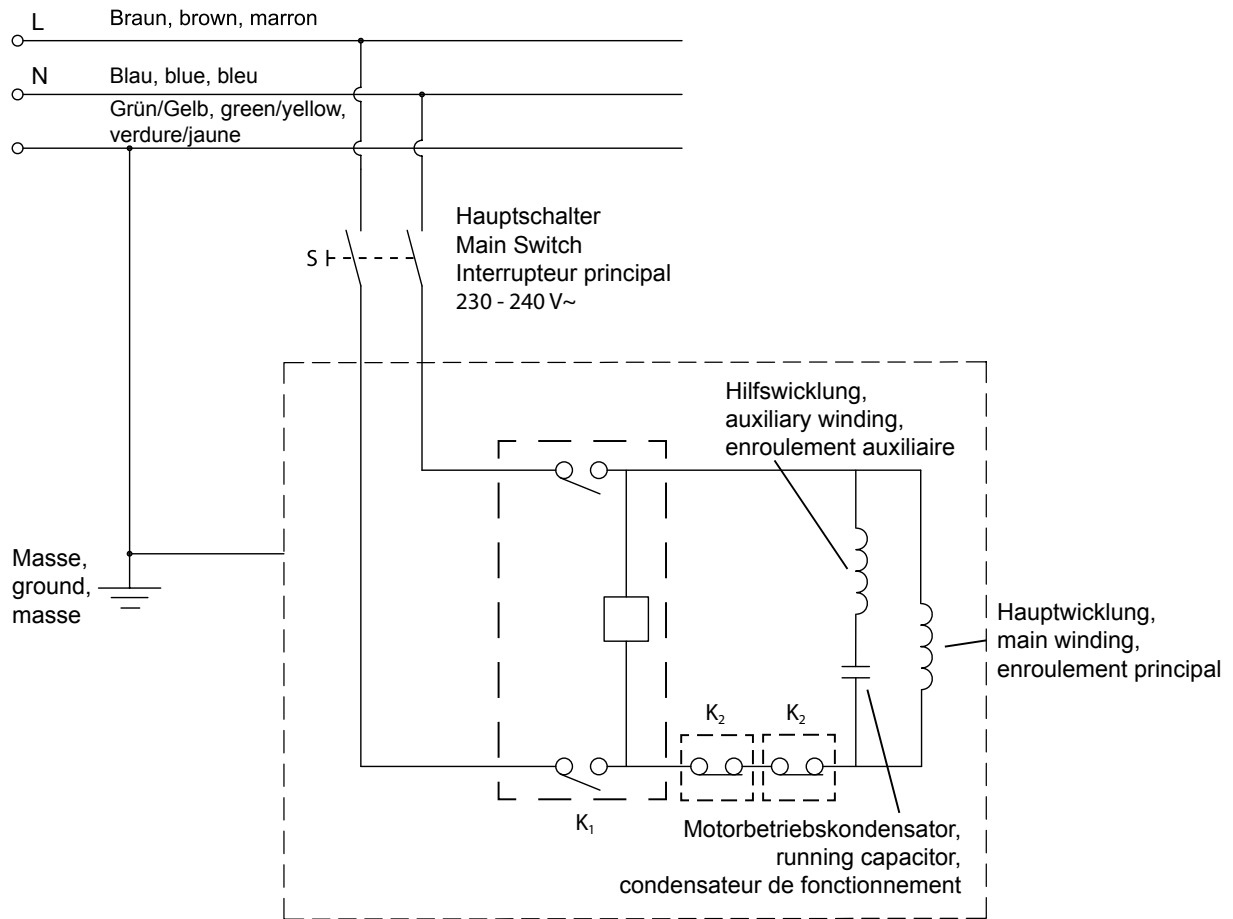 L
Braun, brown, marron
N
Blau, blue, bleu
Grün/Gelb, green/yellow,
verdure/jaune
Hauptschalter
Main Switch
Interrupteur principal
230 - 240 V~
S
Hilfswicklung,
auxiliary winding,
enroulement auxiliaire
Masse,
ground,
masse
Hauptwicklung,
main winding,
enroulement principal
K₂
K₂
K₁
Motorbetriebskondensator,
running capacitor,
condensateur de fonctionnement